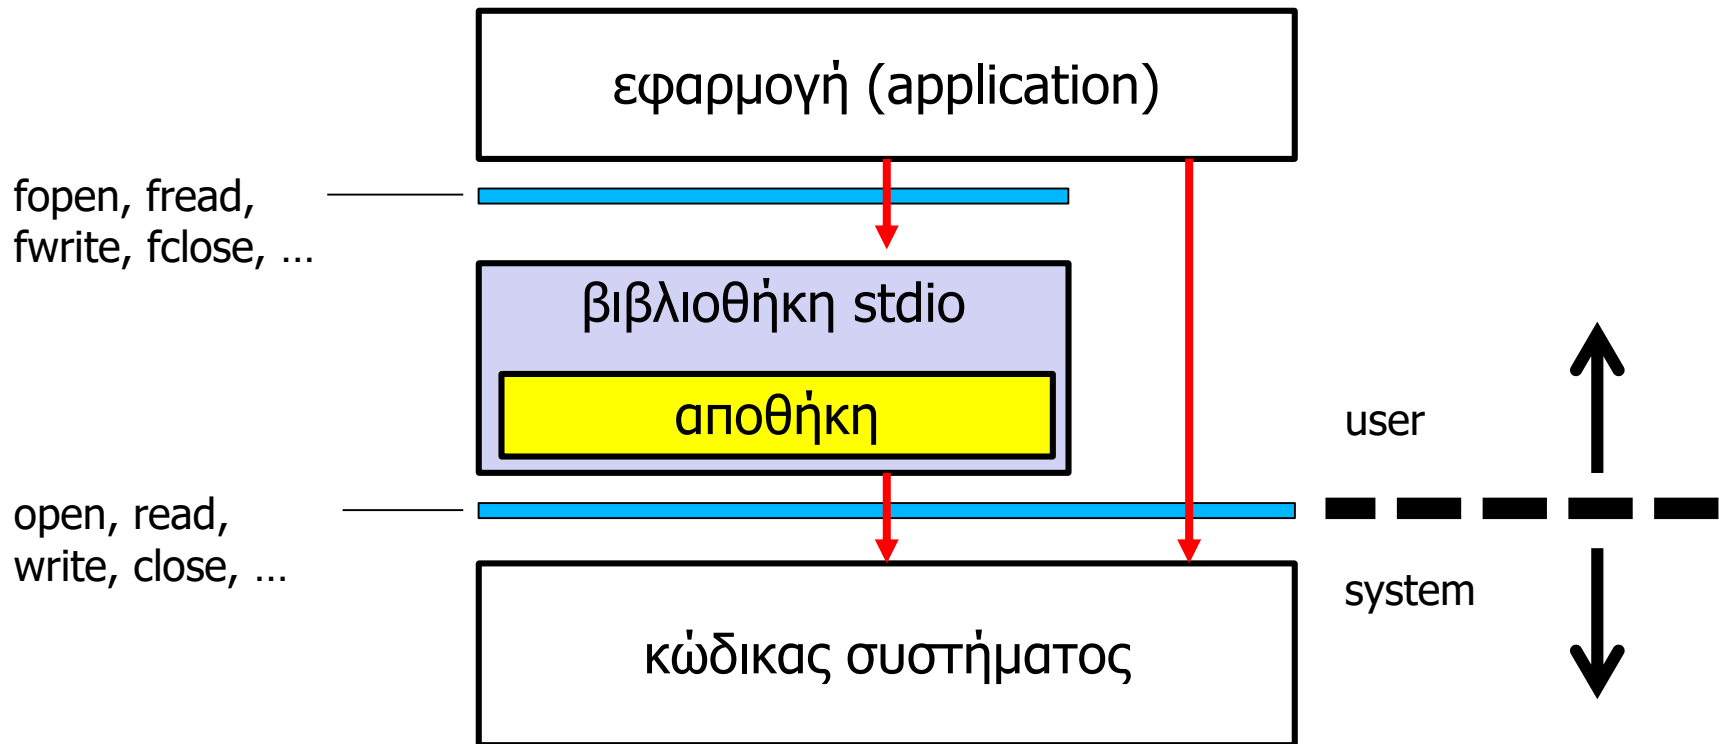 εφαρμογή (application)
fopen, fread,
fwrite, fclose, …
βιβλιοθήκη stdio
αποθήκη
user
open, read,
write, close, …
system
κώδικας συστήματος